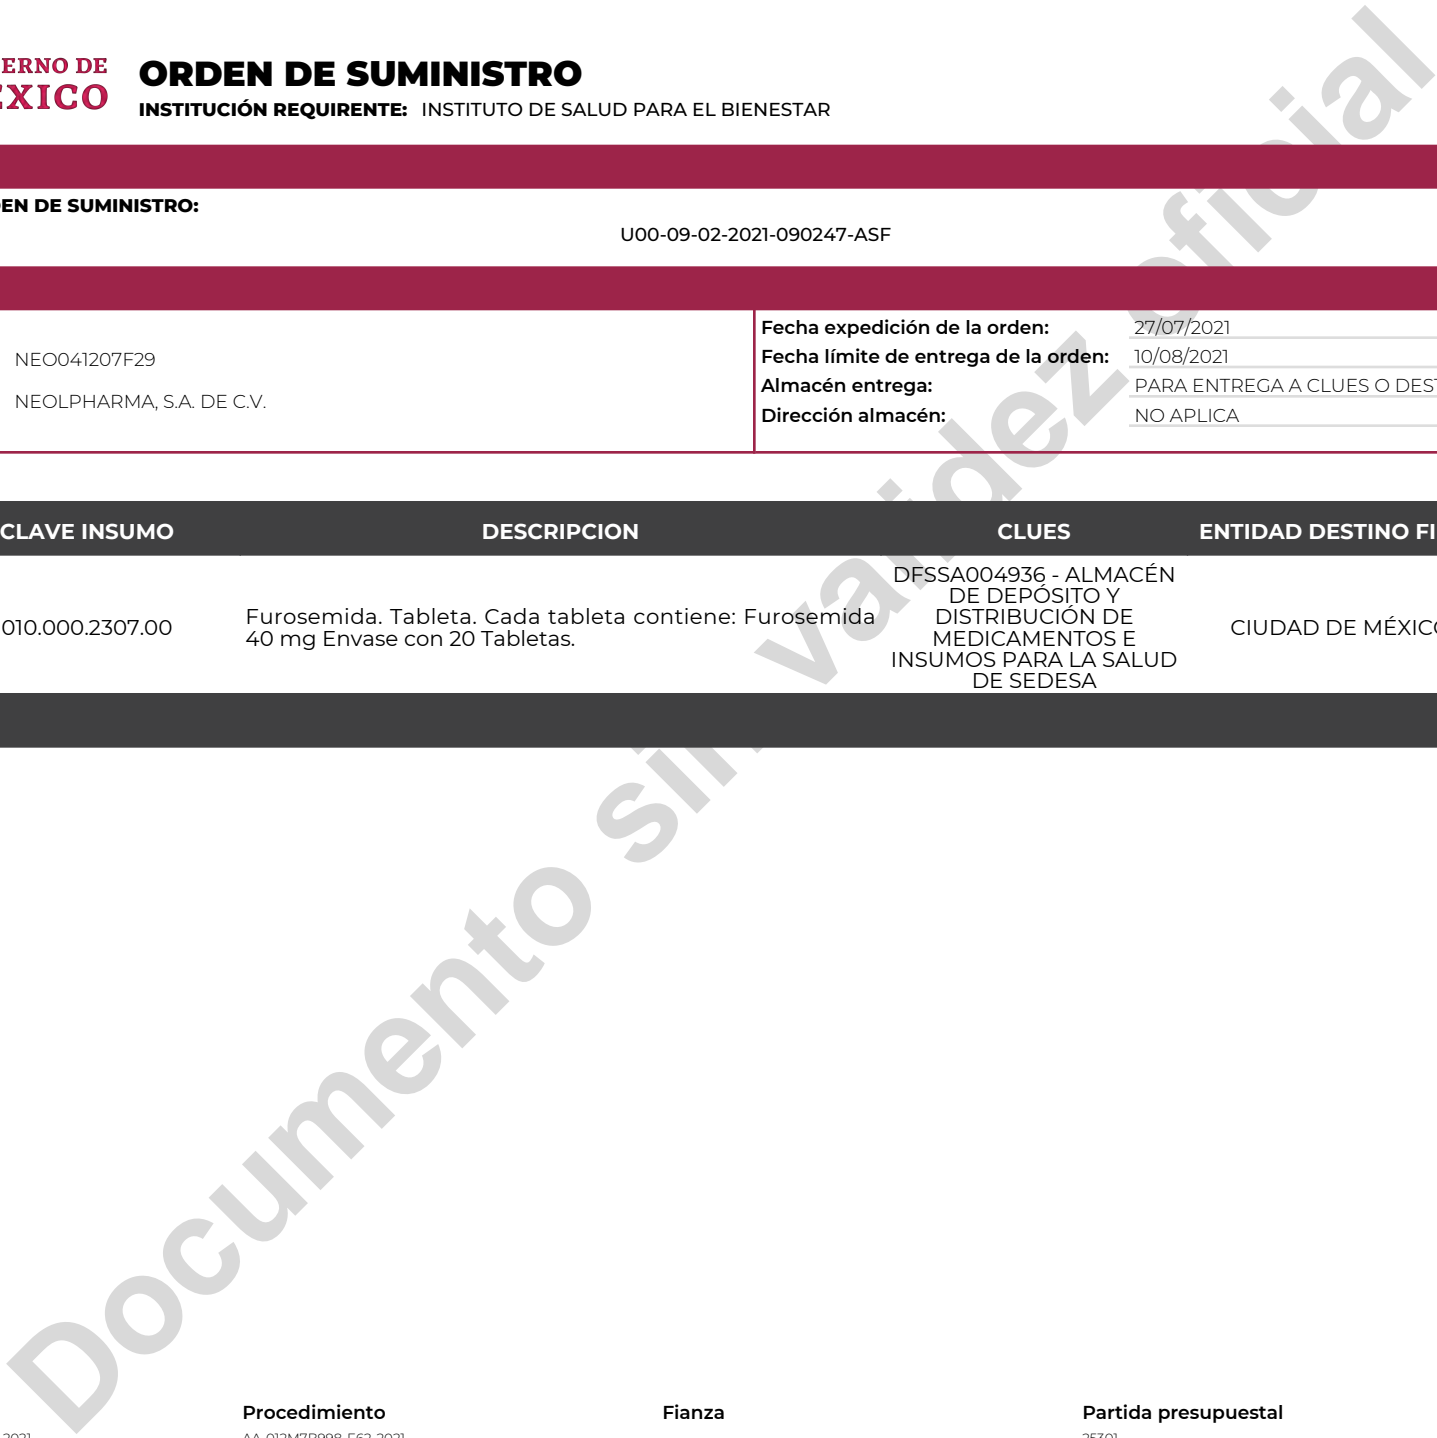 ERNO DE
ÉXICO
ORDEN DE SUMINISTRO
INSTITUCIÓN REQUIRENTE: INSTITUTO DE SALUD PARA EL BIENESTAR
EN DE SUMINISTRO:
U00-09-02-2021-090247-ASF
NEO041207F29
NEOLPHARMA, S.A. DE C.V.
Fecha expedición de la orden: 27/07/2021
Fecha límite de entrega de la orden: 10/08/2021
Almacén entrega: PARA ENTREGA A CLUES O DEST
Dirección almacén: NO APLICA
CLAVE INSUMO DESCRIPCION CLUES ENTIDAD DESTINO FI
010.000.2307.00
Furosemida. Tableta. Cada tableta contiene: Furosemida
40 mg Envase con 20 Tabletas.
DFSSA004936 - ALMACÉN
DE DEPÓSITO Y
DISTRIBUCIÓN DE
MEDICAMENTOS E
INSUMOS PARA LA SALUD
DE SEDESA
CIUDAD DE MÉXICO
Documento sin validez oficial
Procedimiento Fianza Partida presupuestal